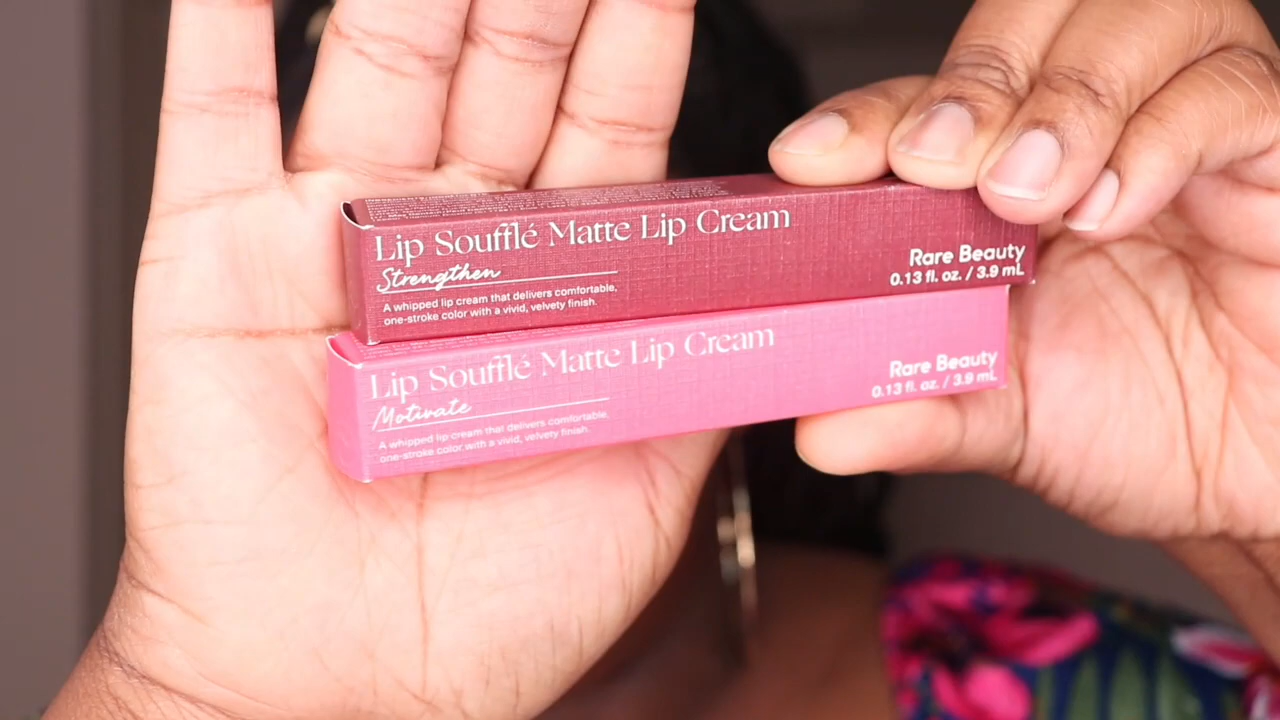 Lip Soufflé Matte Lip Cream
Strengthen
A whipped lip cream that delivers comfortable,
one-stroke color with a vivid, velvety finish.
Rare Beauty
0.13 fl. oz. / 3.9 mL
Lip Soufflé Matte Lip Cream
Motivate
A whipped lip cream that delivers comfortable,
one-stroke color with a vivid, velvety finish.
Rare Beauty
0.13 fl. oz. / 3.9 mL